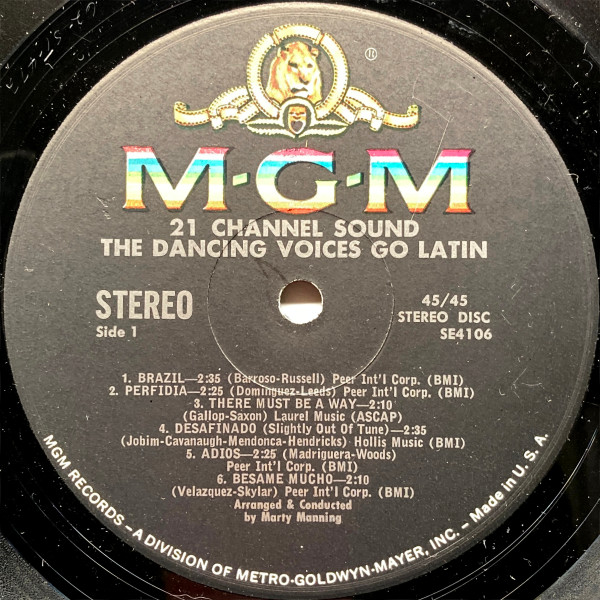 ®
M·G·M
21 CHANNEL SOUND
THE DANCING VOICES GO LATIN
STEREO
Side 1
45/45
STEREO DISC
SE4106
1. BRAZIL—2:35 (Barroso-Russell) Peer Int'l Corp. (BMI)
2. PERFIDIA—2:25 (Dominguez-Leeds) Peer Int'l Corp. (BMI)
3. THERE MUST BE A WAY—2:10
(Gallop-Saxon) Laurel Music (ASCAP)
4. DESAFINADO (Slightly Out Of Tune)—2:35
(Jobim-Cavanaugh-Mendonca-Hendricks) Hollis Music (BMI)
5. ADIOS—2:25 (Madriguera-Woods)
Peer Int'l Corp. (BMI)
6. BESAME MUCHO—2:10
(Velazquez-Skylar) Peer Int'l Corp. (BMI)
Arranged & Conducted
by Marty Manning
MGM RECORDS—A DIVISION OF METRO-GOLDWYN-MAYER, INC.—Made in U. S. A.